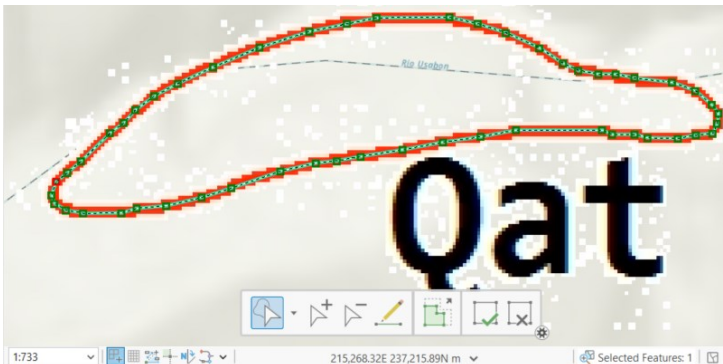 Rio Usabon
Qat
1:733
215,268.32E 237,215.89N m
Selected Features: 1